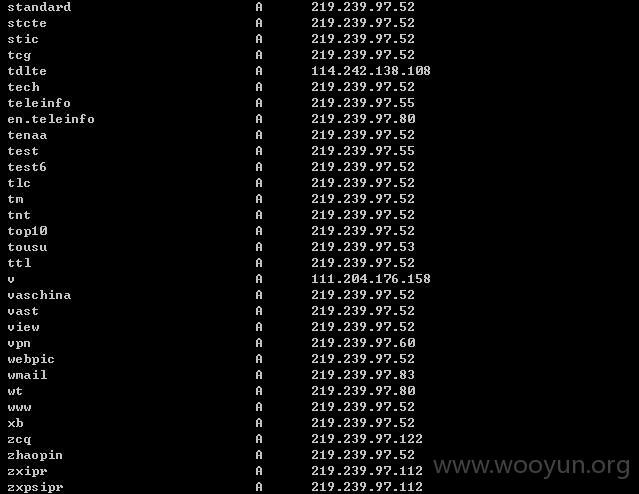 standard A 219.239.97.52
stcte A 219.239.97.52
stic A 219.239.97.52
tcg A 219.239.97.52
tdlte A 114.242.138.108
tech A 219.239.97.52
teleinfo A 219.239.97.55
en.teleinfo A 219.239.97.80
tenaa A 219.239.97.52
test A 219.239.97.55
test6 A 219.239.97.52
tlc A 219.239.97.52
tm A 219.239.97.52
tnt A 219.239.97.52
top10 A 219.239.97.52
tousu A 219.239.97.53
ttl A 219.239.97.52
v A 111.204.176.158
vaschina A 219.239.97.52
vast A 219.239.97.52
view A 219.239.97.52
vpn A 219.239.97.60
webpic A 219.239.97.52
wmail A 219.239.97.83
wt A 219.239.97.80
www A 219.239.97.52
xb A 219.239.97.52
zcq A 219.239.97.122
zhaopin A 219.239.97.52
zxipr A 219.239.97.112
zxpsipr A 219.239.97.112
www.wooyun.org